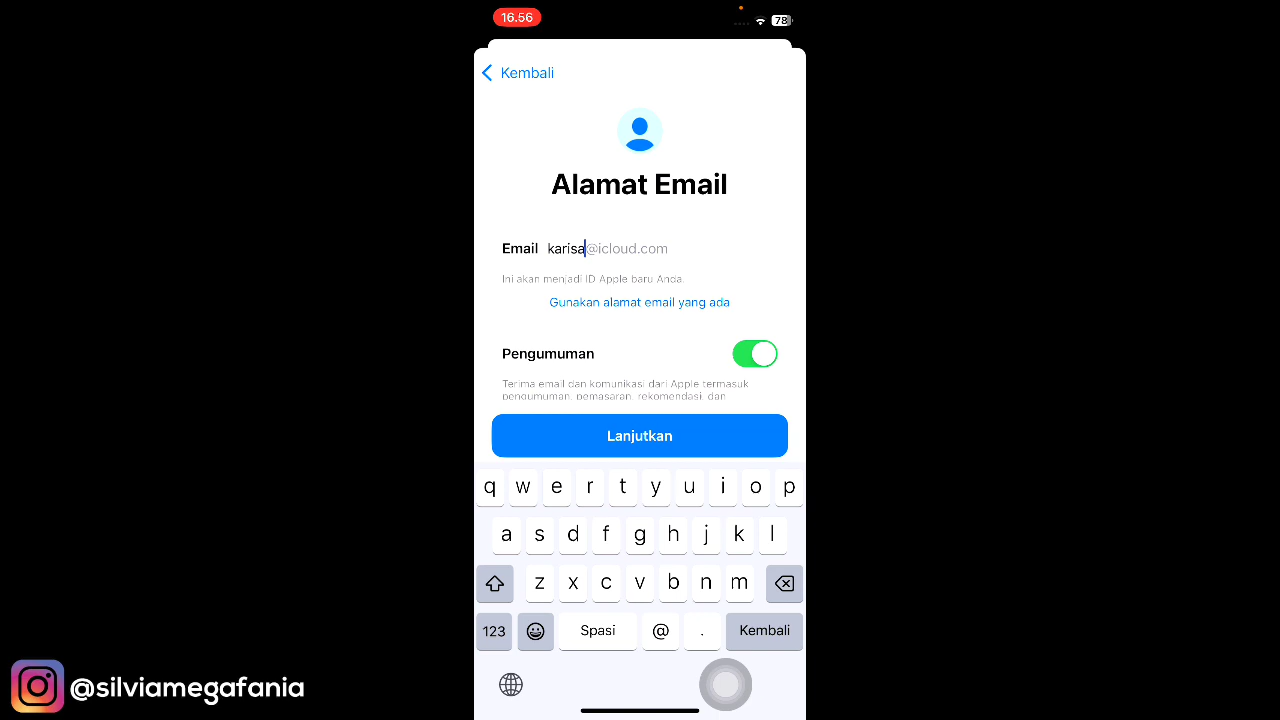 16.56
78
Kembali
Alamat Email
Email karisa@icloud.com
Ini akan menjadi ID Apple baru Anda.
Gunakan alamat email yang ada
Pengumuman
Terima email dan komunikasi dari Apple termasuk
pengumuman, pemasaran, rekomendasi, dan
Lanjutkan
q w e r t y u i o p
a s d f g h j k l
z x c v b n m
123 Spasi @ . Kembali
@silviamegafania